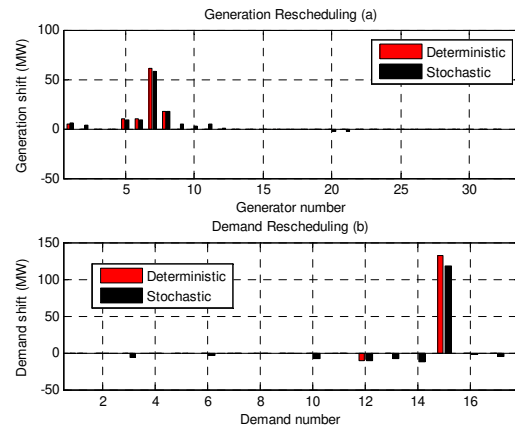 Generation Rescheduling (a)
100
50
0
-50
Generation shift (MW)
Deterministic
Stochastic
5 10 15 20 25 30
Generator number
Demand Rescheduling (b)
150
100
50
0
-50
Demand shift (MW)
Deterministic
Stochastic
2 4 6 8 10 12 14 16
Demand number